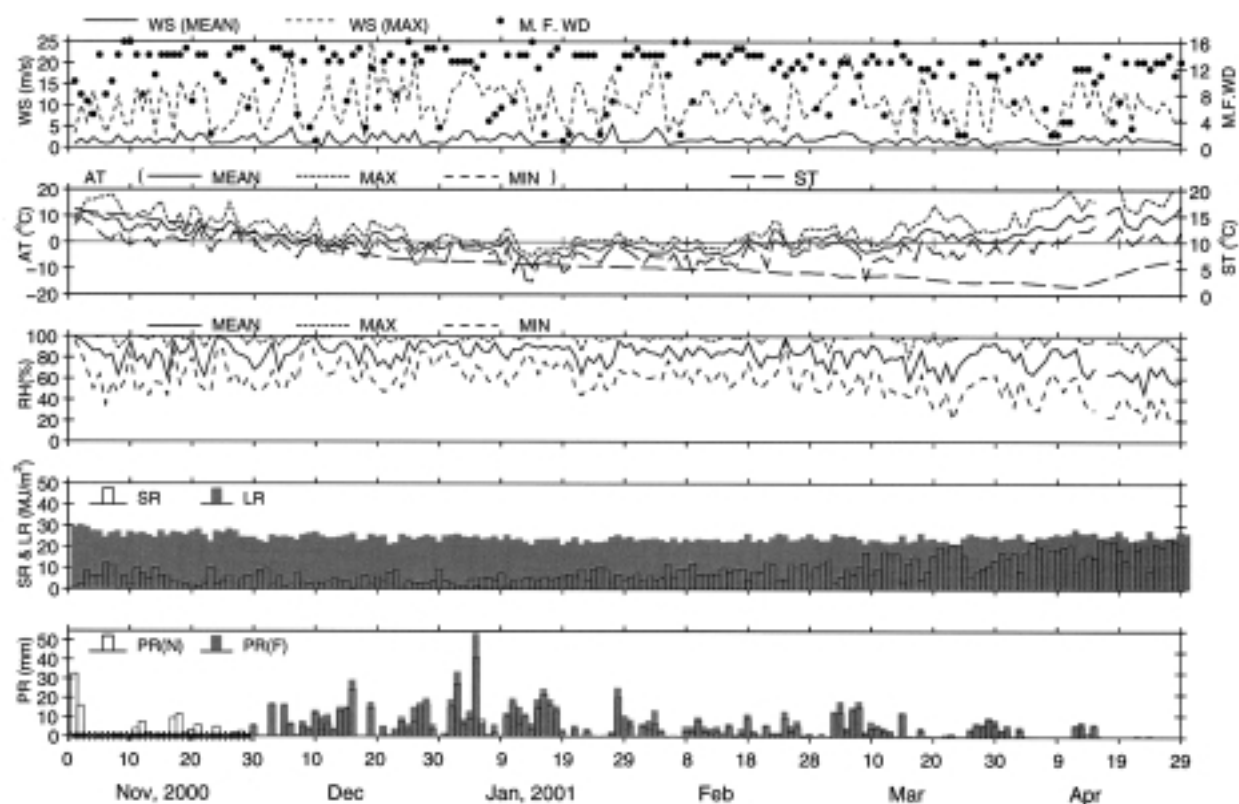 WS (MEAN) WS (MAX) M. F. WD
25
20
15
10
5
0
WS (m/s)
16
12
8
4
0
M.F.WD
AT ( MEAN MAX MIN ) ST
20
10
0
-10
-20
AT (°C)
20
15
10
5
0
ST (°C)
MEAN MAX MIN
100
80
60
40
20
0
RH(%)
SR LR
50
40
30
20
10
0
SR & LR (MJ/m²)
PR(N) PR(F)
50
40
30
20
10
0
PR (mm)
0 10 20 30 10 20 30 9 19 29 8 18 28 10 20 30 9 19 29
Nov, 2000 Dec Jan, 2001 Feb Mar Apr